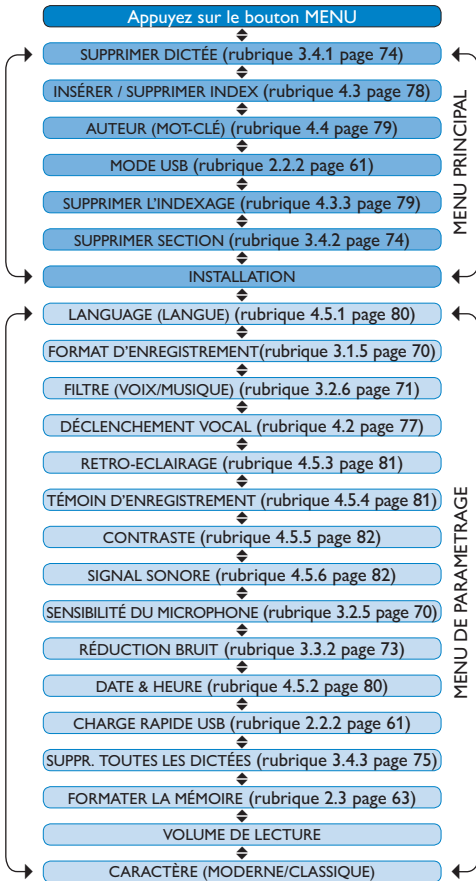 Appuyez sur le bouton MENU
SUPPRIMER DICTÉE (rubrique 3.4.1 page 74)
INSÉRER / SUPPRIMER INDEX (rubrique 4.3 page 78)
AUTEUR (MOT-CLÉ) (rubrique 4.4 page 79)
MODE USB (rubrique 2.2.2 page 61)
SUPPRIMER L'INDEXAGE (rubrique 4.3.3 page 79)
SUPPRIMER SECTION (rubrique 3.4.2 page 74)
INSTALLATION
MENU PRINCIPAL
LANGUAGE (LANGUE) (rubrique 4.5.1 page 80)
FORMAT D'ENREGISTREMENT(rubrique 3.1.5 page 70)
FILTRE (VOIX/MUSIQUE) (rubrique 3.2.6 page 71)
DÉCLENCHEMENT VOCAL (rubrique 4.2 page 77)
RETRO-ECLAIRAGE (rubrique 4.5.3 page 81)
TÉMOIN D'ENREGISTREMENT (rubrique 4.5.4 page 81)
CONTRASTE (rubrique 4.5.5 page 82)
SIGNAL SONORE (rubrique 4.5.6 page 82)
SENSIBILITÉ DU MICROPHONE (rubrique 3.2.5 page 70)
RÉDUCTION BRUIT (rubrique 3.3.2 page 73)
DATE & HEURE (rubrique 4.5.2 page 80)
CHARGE RAPIDE USB (rubrique 2.2.2 page 61)
SUPPR. TOUTES LES DICTÉES (rubrique 3.4.3 page 75)
FORMATER LA MÉMOIRE (rubrique 2.3 page 63)
VOLUME DE LECTURE
CARACTÈRE (MODERNE/CLASSIQUE)
MENU DE PARAMETRAGE